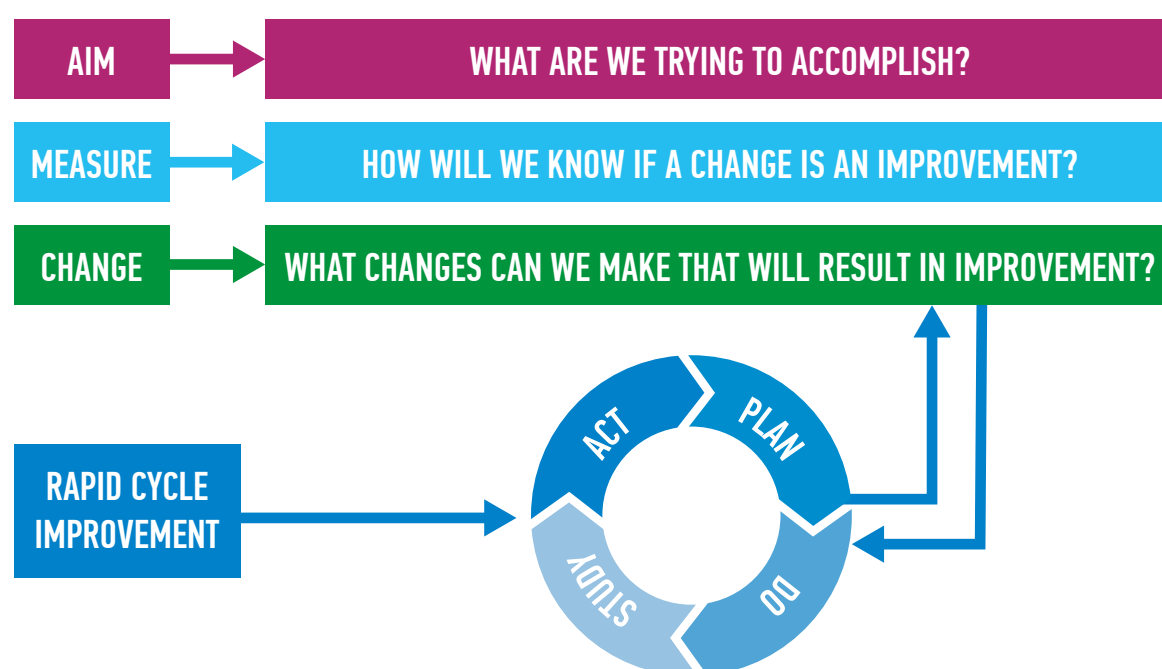 AIM
WHAT ARE WE TRYING TO ACCOMPLISH?
MEASURE
HOW WILL WE KNOW IF A CHANGE IS AN IMPROVEMENT?
CHANGE
WHAT CHANGES CAN WE MAKE THAT WILL RESULT IN IMPROVEMENT?
RAPID CYCLE
IMPROVEMENT
ACT
PLAN
STUDY
DO